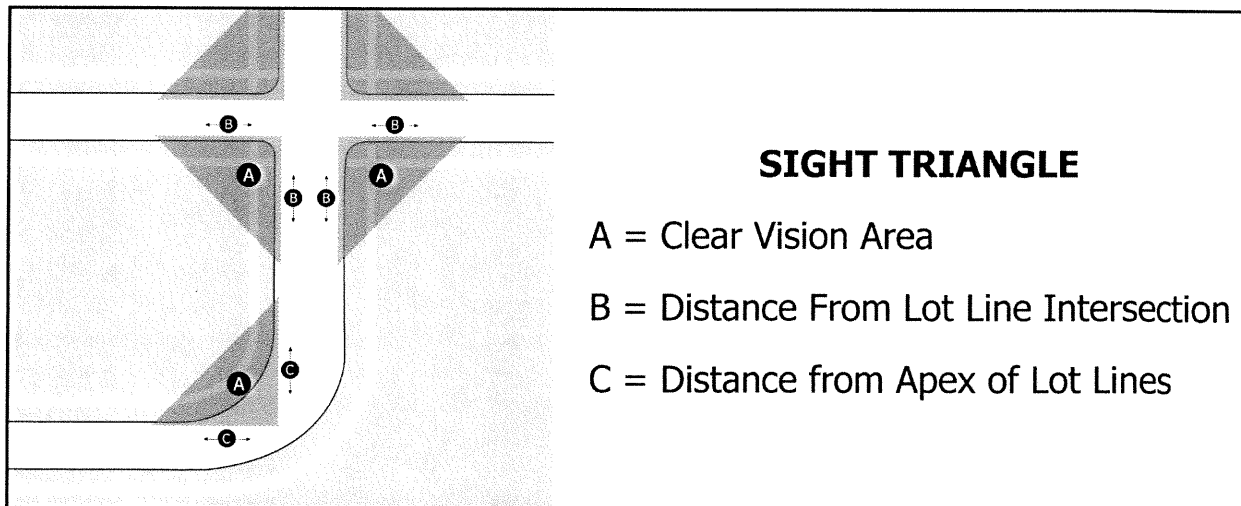 B
B
A
A
B
B
C
A
C
SIGHT TRIANGLE
A = Clear Vision Area
B = Distance From Lot Line Intersection
C = Distance from Apex of Lot Lines